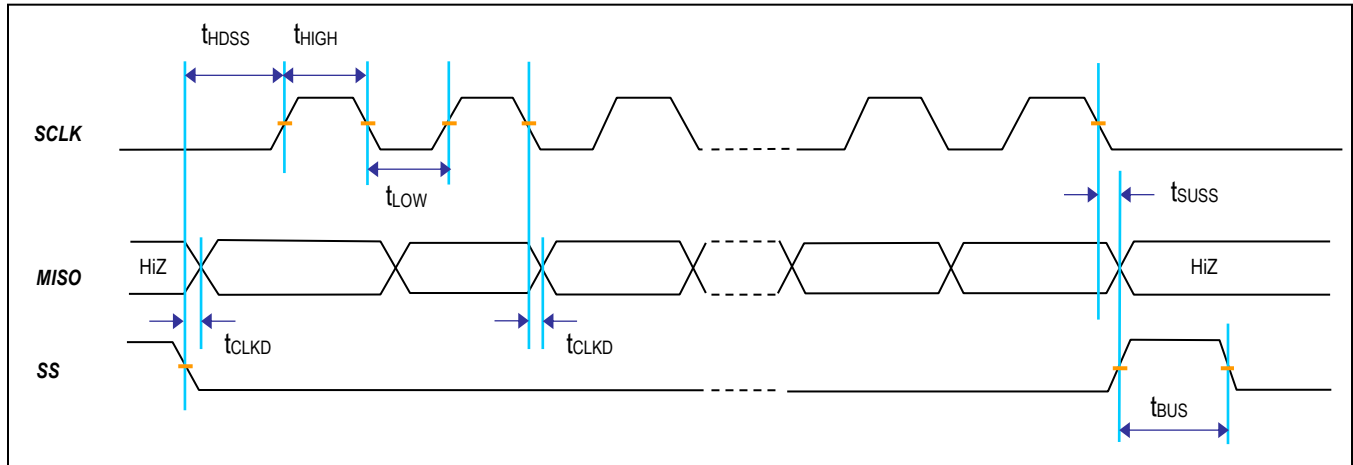 tHDSS tHIGH
SCLK
tLOW
tSUSS
HiZ HiZ
MISO
tCLKD tCLKD
SS
tBUS